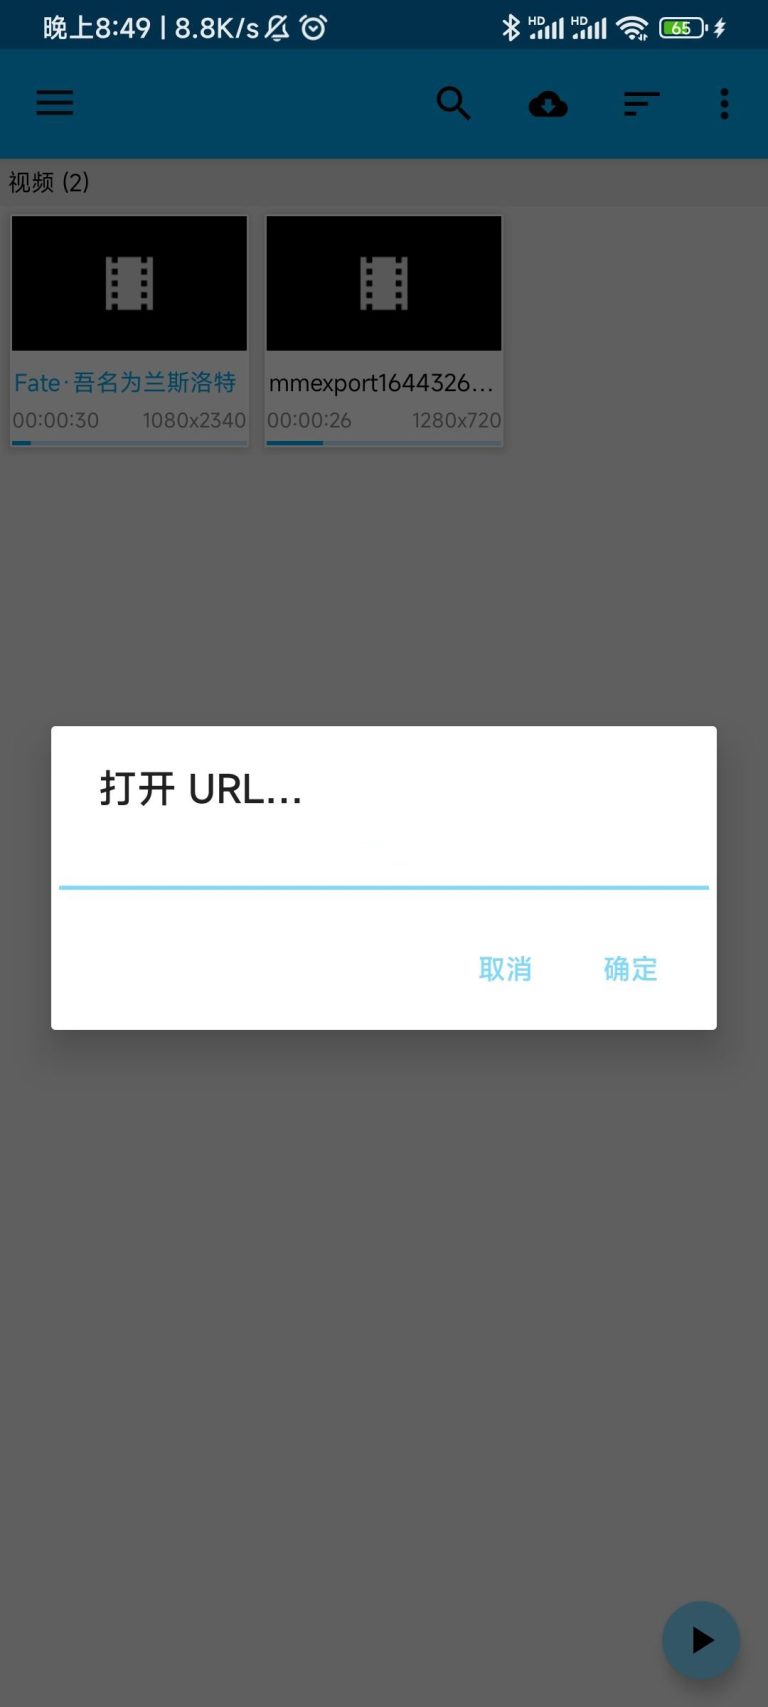 晚上8:49 | 8.8K/s
HD HD 65
视频 (2)
Fate·吾名为兰斯洛特
00:00:30 1080x2340
mmexport1644326...
00:00:26 1280x720
打开 URL...
取消 确定